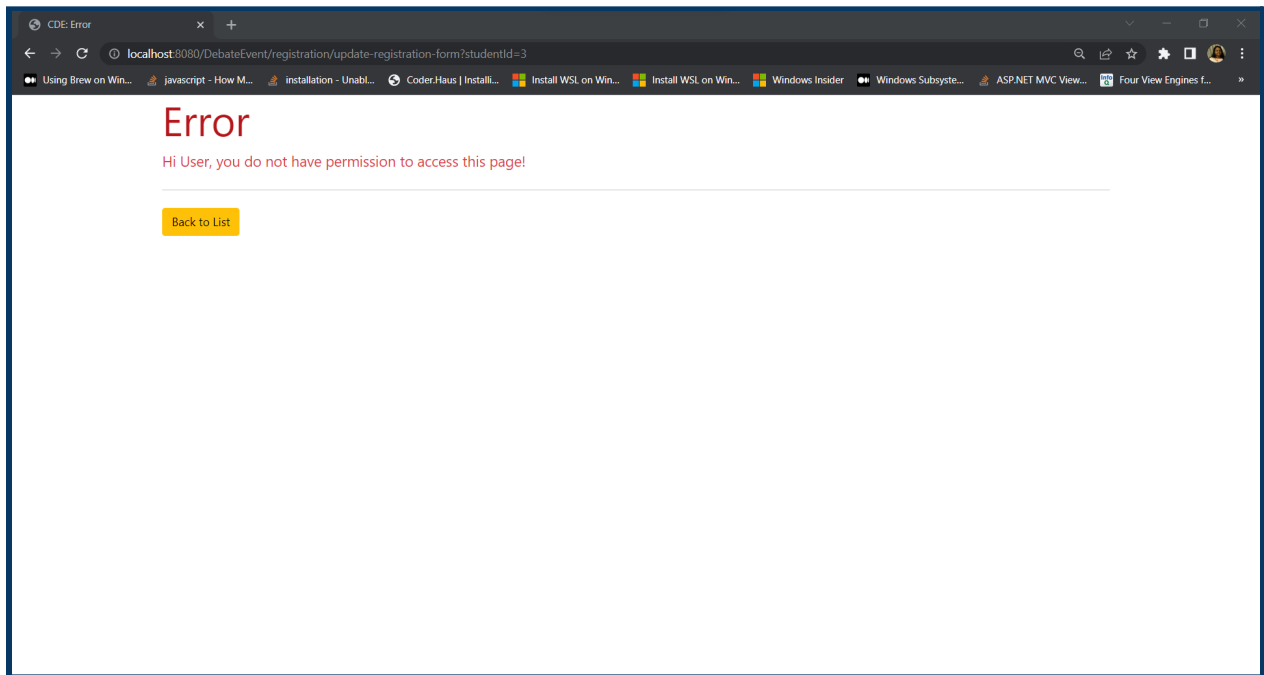 CDE: Error
localhost:8080/DebateEvent/registration/update-registration-form?studentId=3
Using Brew on Win... javascript - How M... installation - Unabl... Coder.Haus | Installi... Install WSL on Win... Install WSL on Win... Windows Insider Windows Subsyste... ASP.NET MVC View... InfoQ Four View Engines f... »
Error
Hi User, you do not have permission to access this page!
Back to List